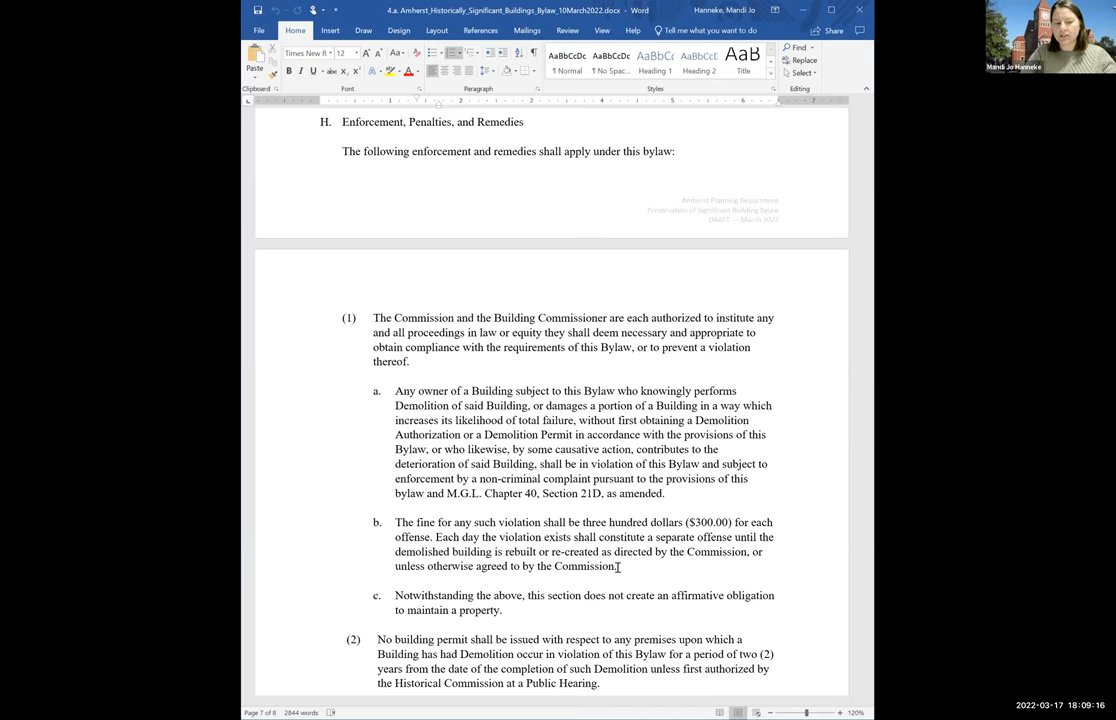 4.a. Amherst_Historically_Significant_Buildings_Bylaw_10March2022.docx - Word
Hanneke, Mandi Jo
File Home Insert Draw Design Layout References Mailings Review View Help Tell me what you want to do Share
Times New R 12
Paste
Clipboard Font Paragraph Styles Editing
AaBbCcDc AaBbCcDc AaBbCc AaBbCcD AaB
¶ Normal ¶ No Spac... Heading 1 Heading 2 Title
Find
Replace
Select
Mandi Jo Hanneke
H. Enforcement, Penalties, and Remedies
The following enforcement and remedies shall apply under this bylaw:
Amherst Planning Department
Preservation of Significant Building Bylaw
DRAFT — March 2022
(1) The Commission and the Building Commissioner are each authorized to institute any
and all proceedings in law or equity they shall deem necessary and appropriate to
obtain compliance with the requirements of this Bylaw, or to prevent a violation
thereof.
a. Any owner of a Building subject to this Bylaw who knowingly performs
Demolition of said Building, or damages a portion of a Building in a way which
increases its likelihood of total failure, without first obtaining a Demolition
Authorization or a Demolition Permit in accordance with the provisions of this
Bylaw, or who likewise, by some causative action, contributes to the
deterioration of said Building, shall be in violation of this Bylaw and subject to
enforcement by a non-criminal complaint pursuant to the provisions of this
bylaw and M.G.L. Chapter 40, Section 21D, as amended.
b. The fine for any such violation shall be three hundred dollars ($300.00) for each
offense. Each day the violation exists shall constitute a separate offense until the
demolished building is rebuilt or re-created as directed by the Commission, or
unless otherwise agreed to by the Commission.
c. Notwithstanding the above, this section does not create an affirmative obligation
to maintain a property.
(2) No building permit shall be issued with respect to any premises upon which a
Building has had Demolition occur in violation of this Bylaw for a period of two (2)
years from the date of the completion of such Demolition unless first authorized by
the Historical Commission at a Public Hearing.
Page 7 of 8 2844 words
120%
2022-03-17 18:09:16